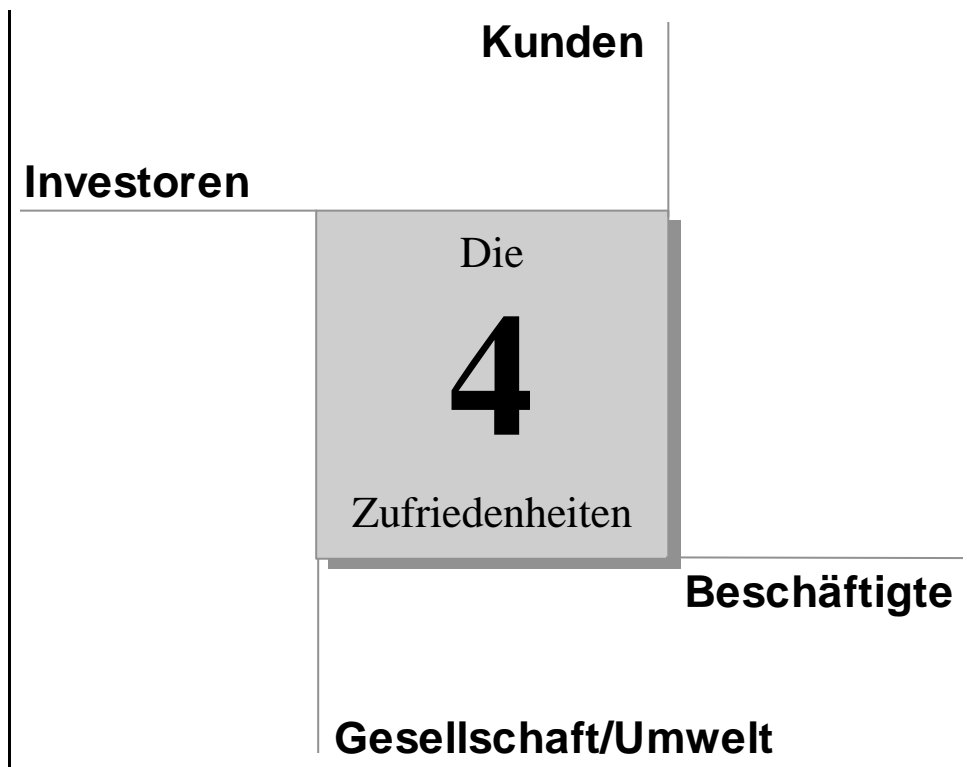 Kunden
Investoren
Die
4
Zufriedenheiten
Beschäftigte
Gesellschaft/Umwelt